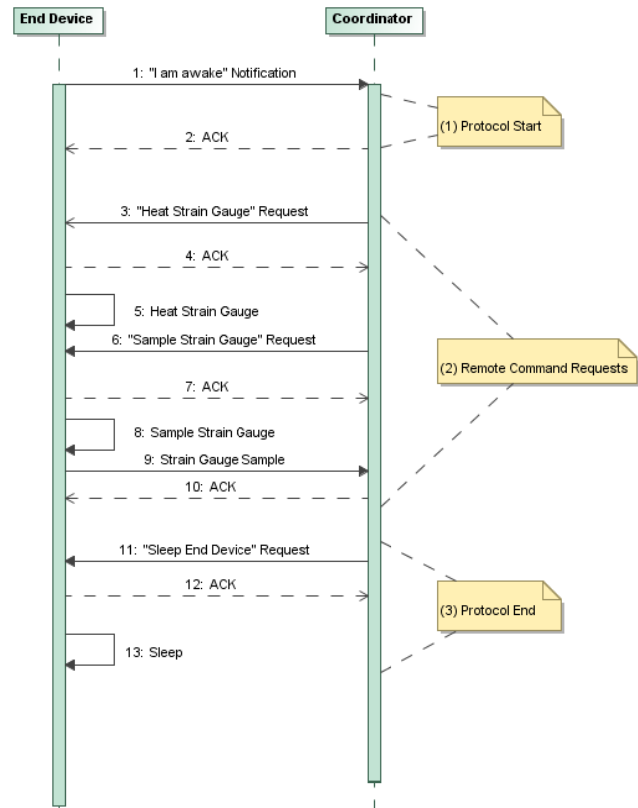 End Device
Coordinator
1: "I am awake" Notification
(1) Protocol Start
2: ACK
3: "Heat Strain Gauge" Request
4: ACK
5: Heat Strain Gauge
6: "Sample Strain Gauge" Request
(2) Remote Command Requests
7: ACK
8: Sample Strain Gauge
9: Strain Gauge Sample
10: ACK
11: "Sleep End Device" Request
12: ACK
(3) Protocol End
13: Sleep